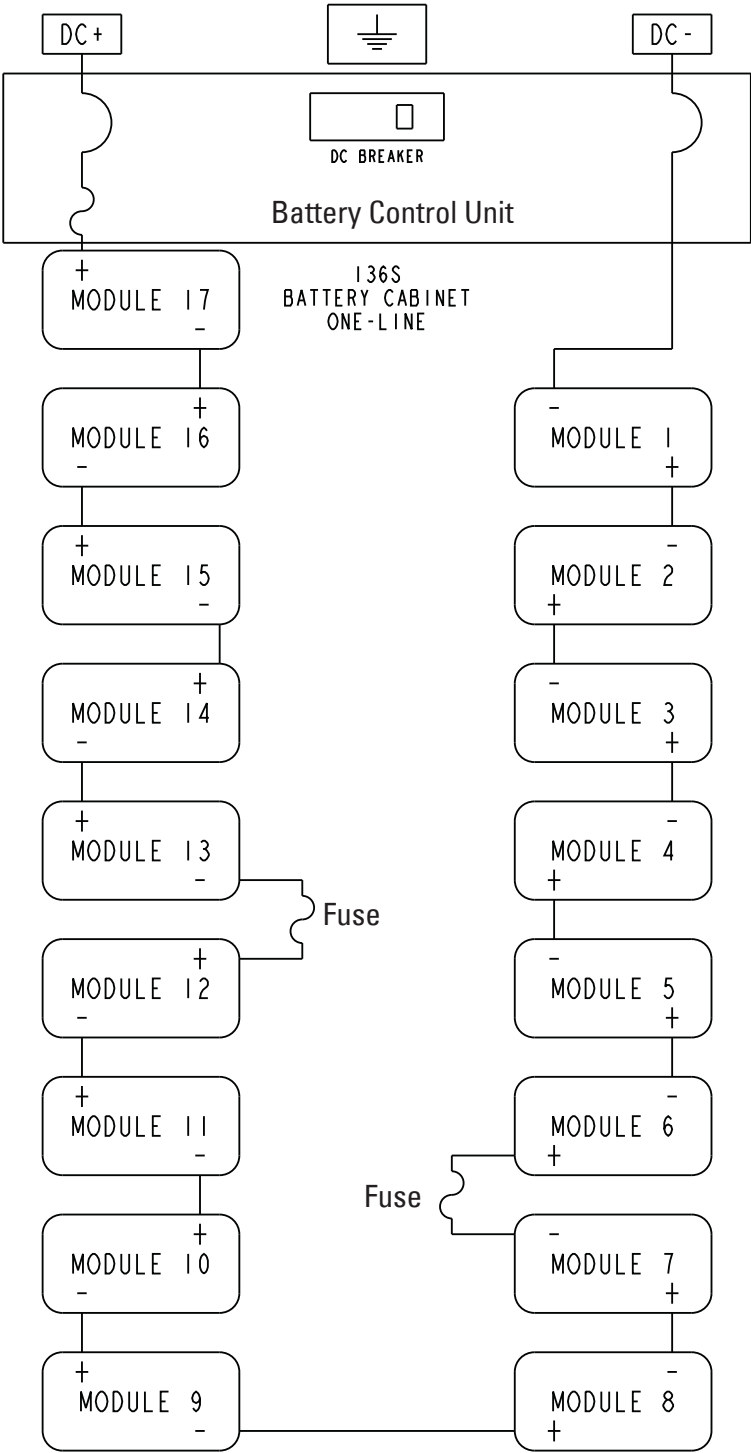 DC+
DC-
DC BREAKER
Battery Control Unit
136S
BATTERY CABINET
ONE-LINE
+
MODULE 17
-
+
MODULE 16
-
-
MODULE 1
+
+
MODULE 15
-
-
MODULE 2
+
+
MODULE 14
-
-
MODULE 3
+
+
MODULE 13
-
-
MODULE 4
+
Fuse
+
MODULE 12
-
-
MODULE 5
+
+
MODULE 11
-
-
MODULE 6
+
Fuse
+
MODULE 10
-
-
MODULE 7
+
+
MODULE 9
-
-
MODULE 8
+